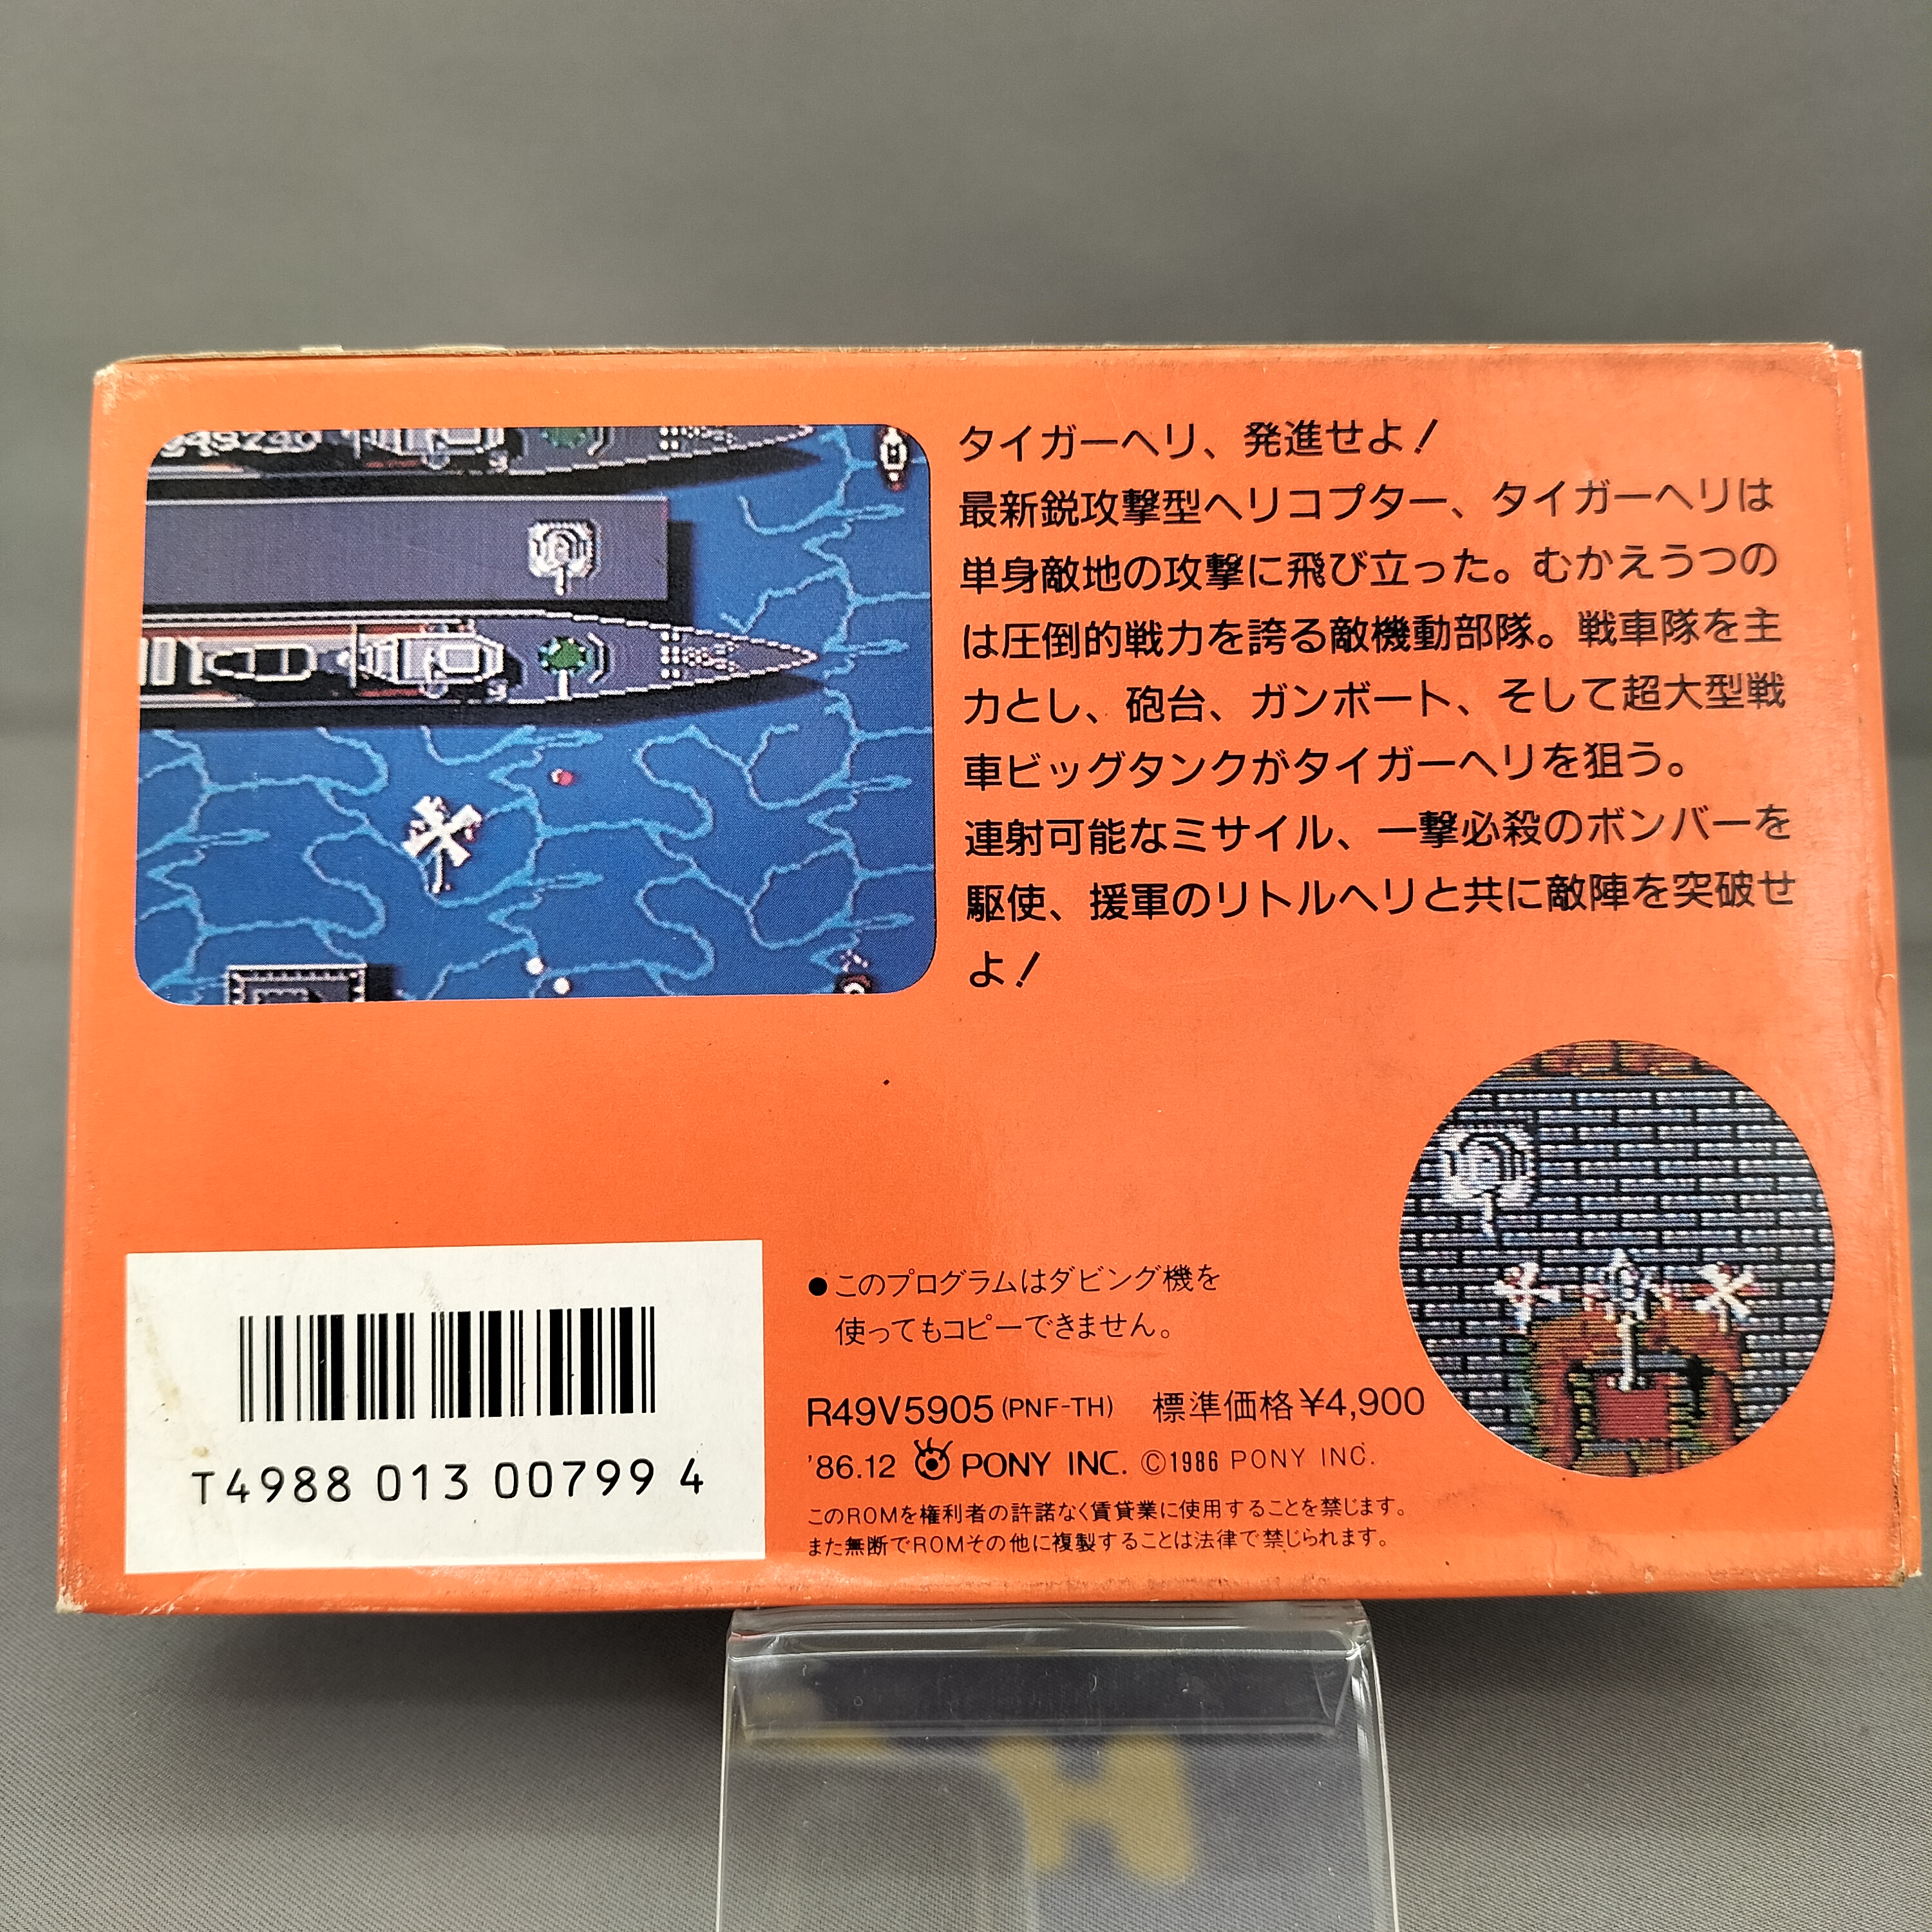 タイガーヘリ、発進せよ！
最新鋭攻撃型ヘリコプター、タイガーヘリは
単身敵地の攻撃に飛び立った。むかえうつの
は圧倒的戦力を誇る敵機動部隊。戦車隊を主
力とし、砲台、ガンボート、そして超大型戦
車ビッグタンクがタイガーヘリを狙う。
連射可能なミサイル、一撃必殺のボンバーを
駆使、援軍のリトルヘリと共に敵陣を突破せ
よ！
●このプログラムはダビング機を
使ってもコピーできません。
R49V5905(PNF-TH) 標準価格¥4,900
'86.12 PONY INC. ©1986 PONY INC.
このROMを権利者の許諾なく賃貸業に使用することを禁じます。
また無断でROMその他に複製することは法律で禁じられます。
T4988 013 00799 4